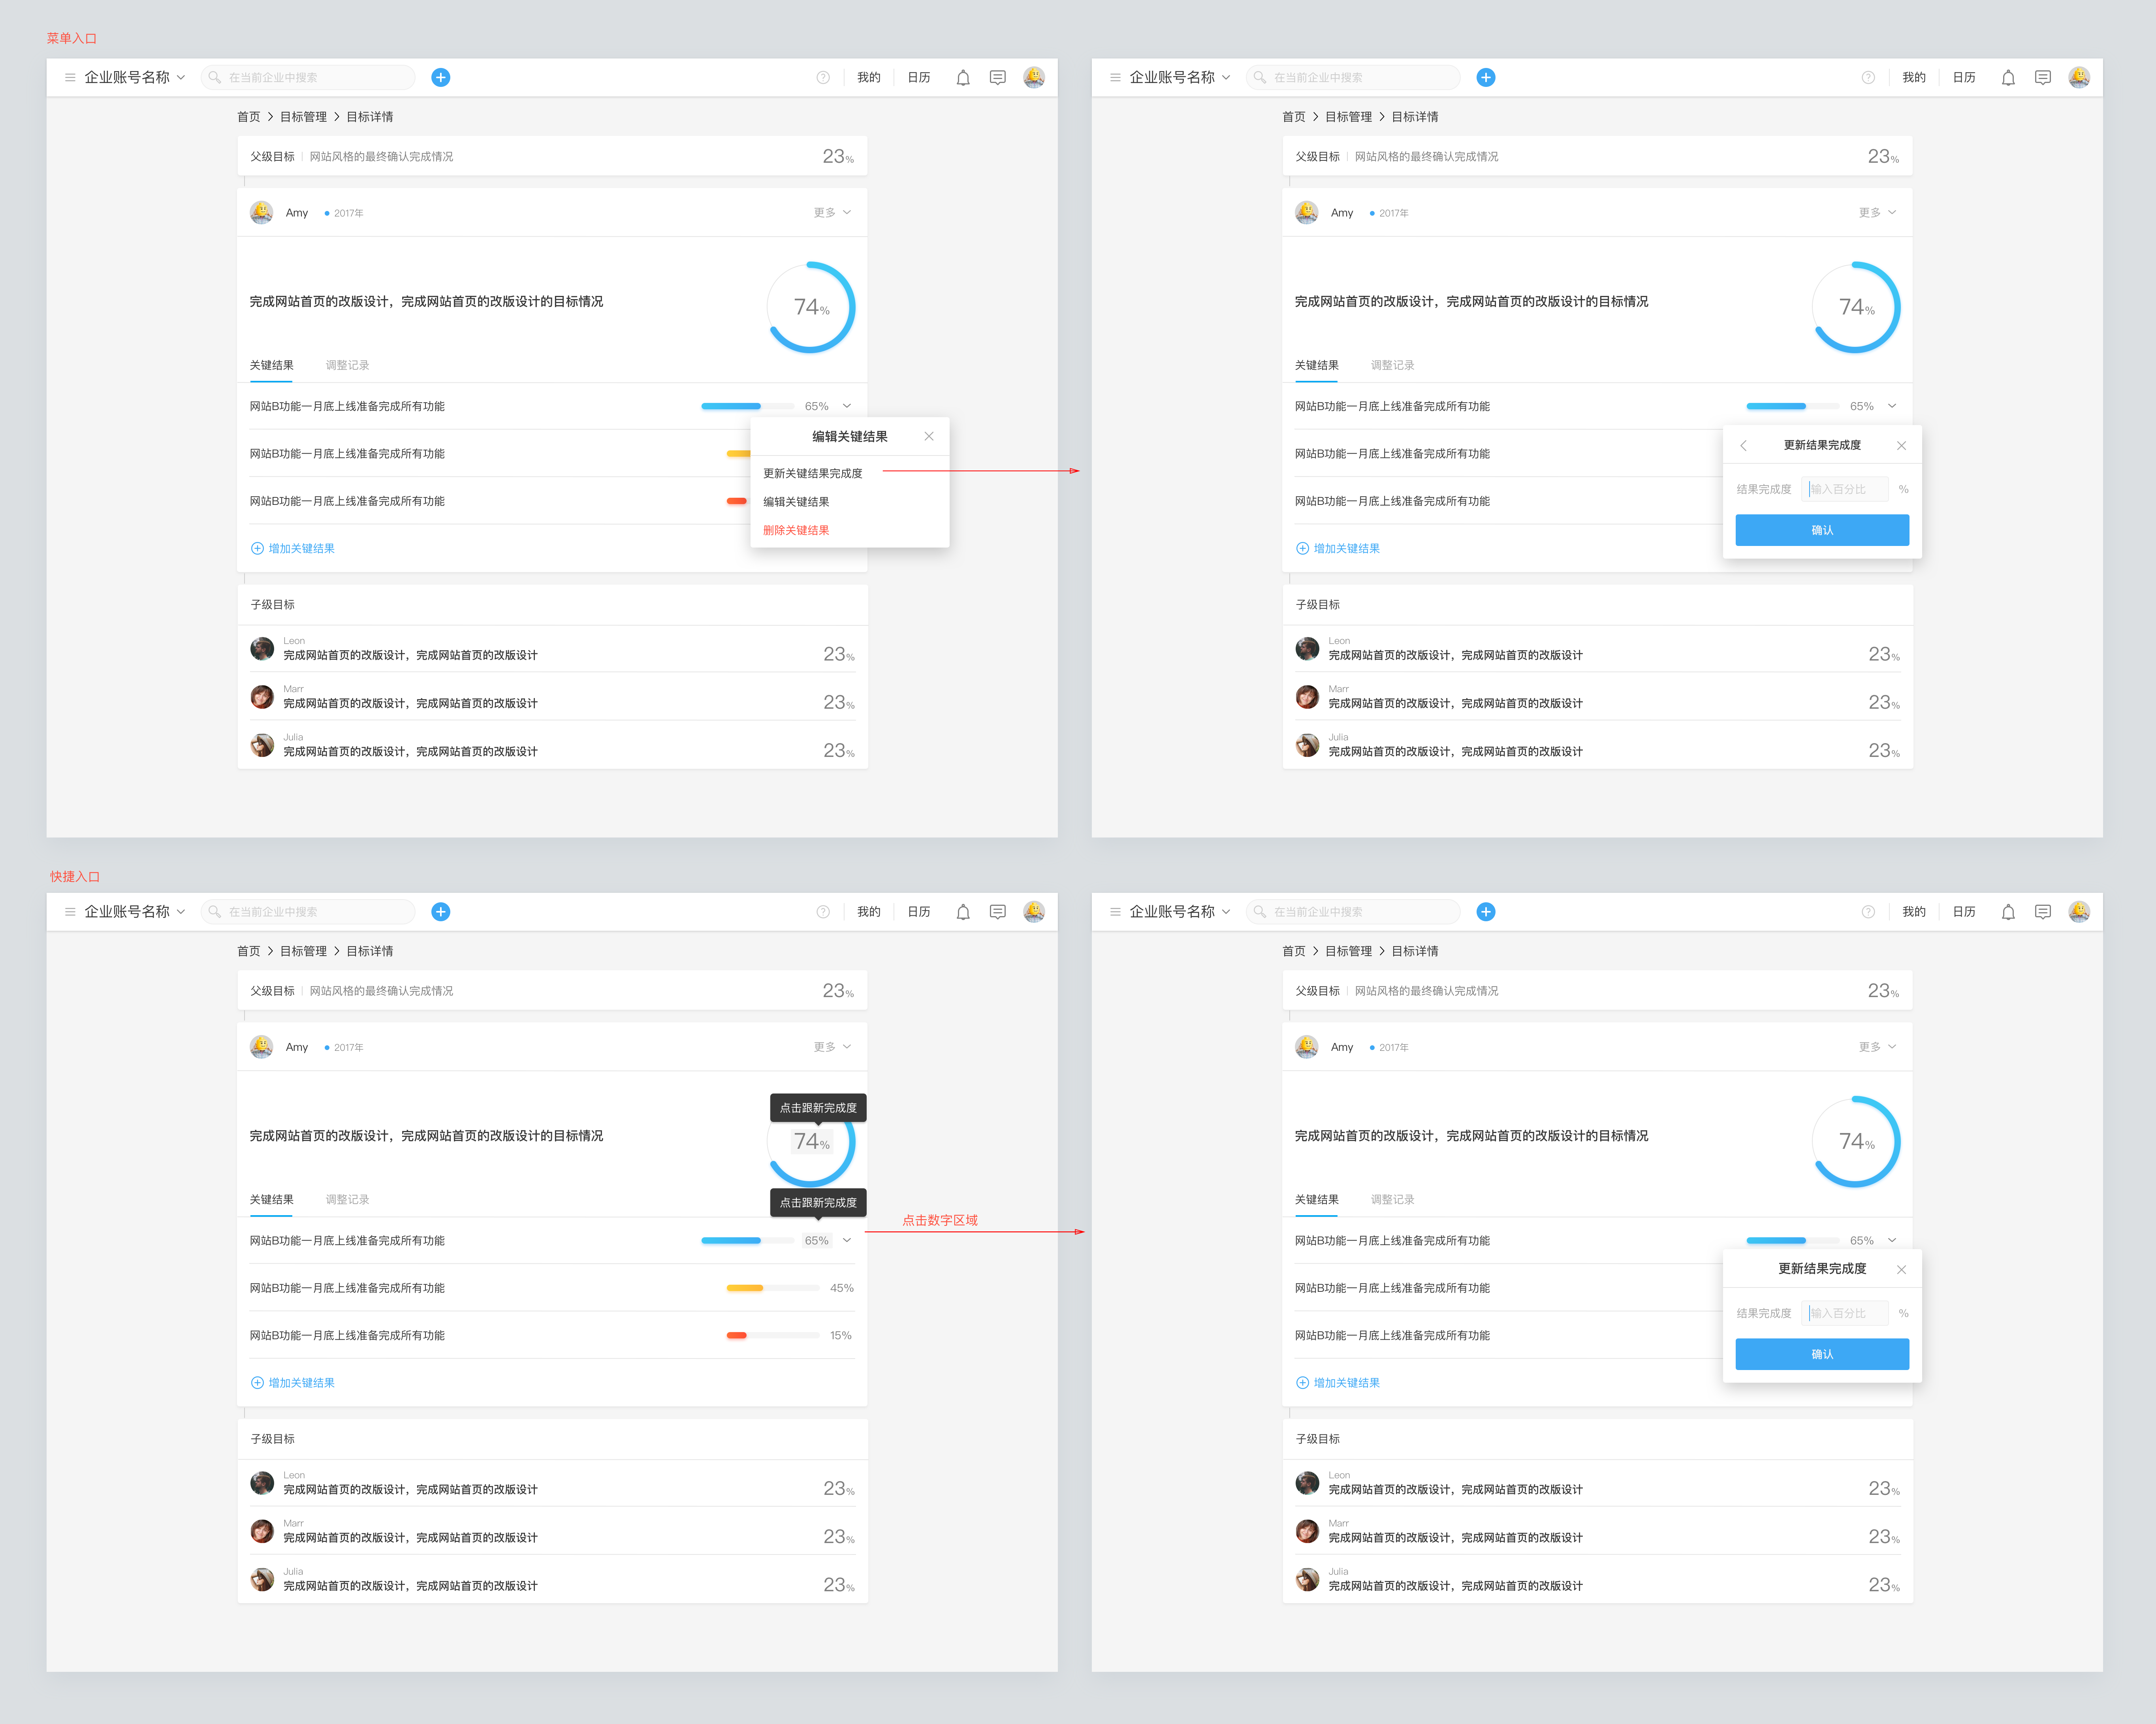 菜单入口
企业账号名称 在当前企业中搜索 我的 日历
首页 > 目标管理 > 目标详情
父级目标 网站风格的最终确认完成情况 23%
Amy 2017年 更多
完成网站首页的改版设计，完成网站首页的改版设计的目标情况 74%
关键结果 调整记录
网站B功能一月底上线准备完成所有功能 65%
网站B功能一月底上线准备完成所有功能
网站B功能一月底上线准备完成所有功能
增加关键结果
编辑关键结果
更新关键结果完成度
编辑关键结果
删除关键结果
子级目标
Leon
完成网站首页的改版设计，完成网站首页的改版设计 23%
Marr
完成网站首页的改版设计，完成网站首页的改版设计 23%
Julia
完成网站首页的改版设计，完成网站首页的改版设计 23%
企业账号名称 在当前企业中搜索 我的 日历
首页 > 目标管理 > 目标详情
父级目标 网站风格的最终确认完成情况 23%
Amy 2017年 更多
完成网站首页的改版设计，完成网站首页的改版设计的目标情况 74%
关键结果 调整记录
网站B功能一月底上线准备完成所有功能 65%
网站B功能一月底上线准备完成所有功能
网站B功能一月底上线准备完成所有功能
增加关键结果
更新结果完成度
结果完成度 输入百分比 %
确认
子级目标
Leon
完成网站首页的改版设计，完成网站首页的改版设计 23%
Marr
完成网站首页的改版设计，完成网站首页的改版设计 23%
Julia
完成网站首页的改版设计，完成网站首页的改版设计 23%
快捷入口
企业账号名称 在当前企业中搜索 我的 日历
首页 > 目标管理 > 目标详情
父级目标 网站风格的最终确认完成情况 23%
Amy 2017年 更多
点击跟新完成度
完成网站首页的改版设计，完成网站首页的改版设计的目标情况 74%
关键结果 调整记录
点击跟新完成度
点击数字区域
网站B功能一月底上线准备完成所有功能 65%
网站B功能一月底上线准备完成所有功能 45%
网站B功能一月底上线准备完成所有功能 15%
增加关键结果
子级目标
Leon
完成网站首页的改版设计，完成网站首页的改版设计 23%
Marr
完成网站首页的改版设计，完成网站首页的改版设计 23%
Julia
完成网站首页的改版设计，完成网站首页的改版设计 23%
企业账号名称 在当前企业中搜索 我的 日历
首页 > 目标管理 > 目标详情
父级目标 网站风格的最终确认完成情况 23%
Amy 2017年 更多
完成网站首页的改版设计，完成网站首页的改版设计的目标情况 74%
关键结果 调整记录
网站B功能一月底上线准备完成所有功能 65%
网站B功能一月底上线准备完成所有功能
网站B功能一月底上线准备完成所有功能
增加关键结果
更新结果完成度
结果完成度 输入百分比 %
确认
子级目标
Leon
完成网站首页的改版设计，完成网站首页的改版设计 23%
Marr
完成网站首页的改版设计，完成网站首页的改版设计 23%
Julia
完成网站首页的改版设计，完成网站首页的改版设计 23%